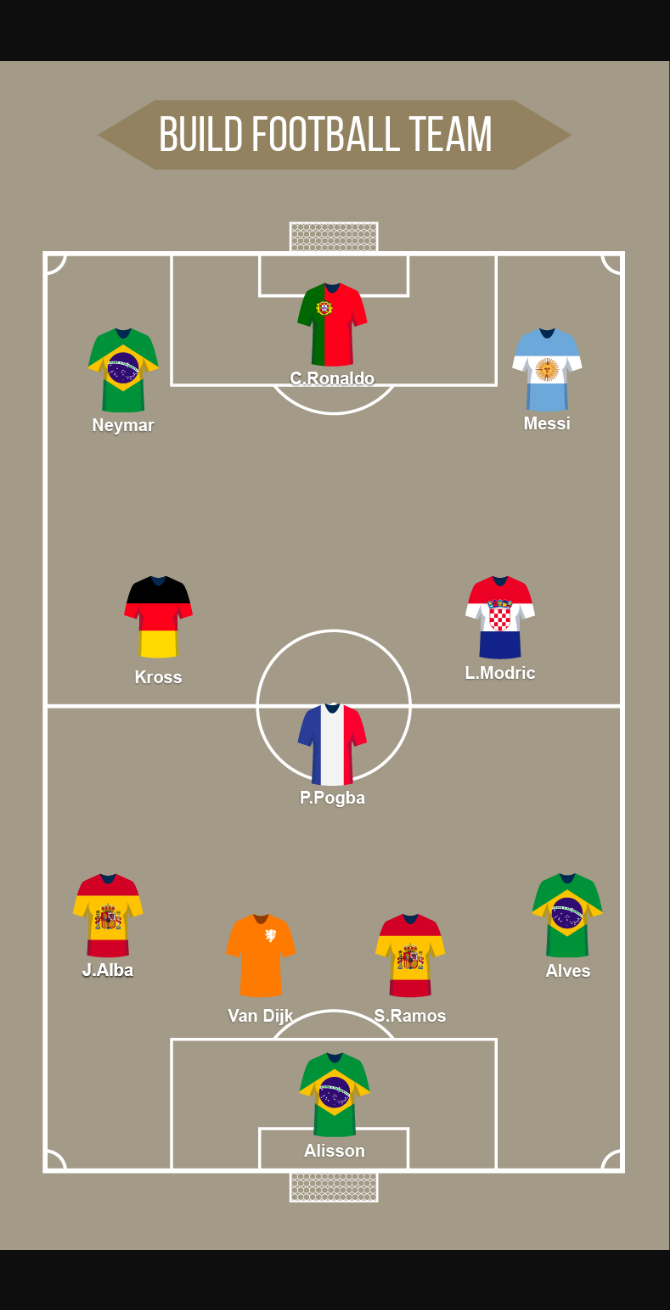 BUILD FOOTBALL TEAM
C.Ronaldo
Neymar
Messi
Kross
L.Modric
P.Pogba
J.Alba
Van Dijk
S.Ramos
Alves
Alisson